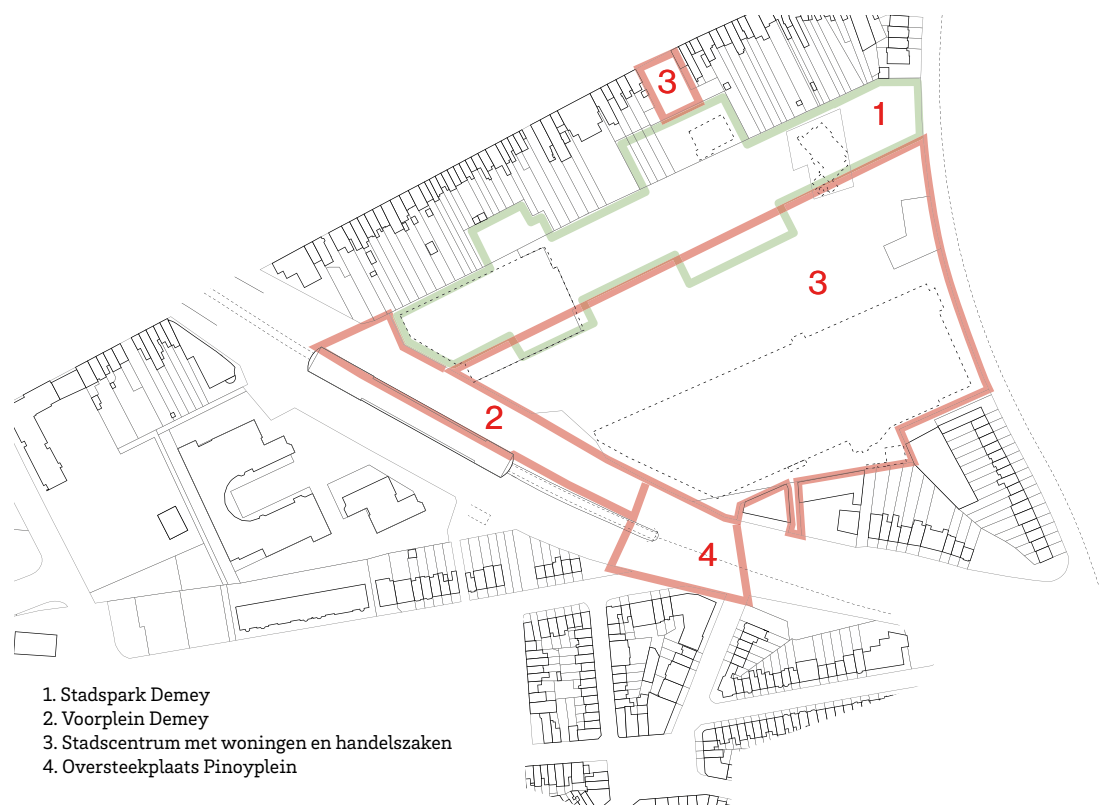 3
1
3
2
4
1. Stadspark Demey
2. Voorplein Demey
3. Stadscentrum met woningen en handelszaken
4. Oversteekplaats Pinoyplein